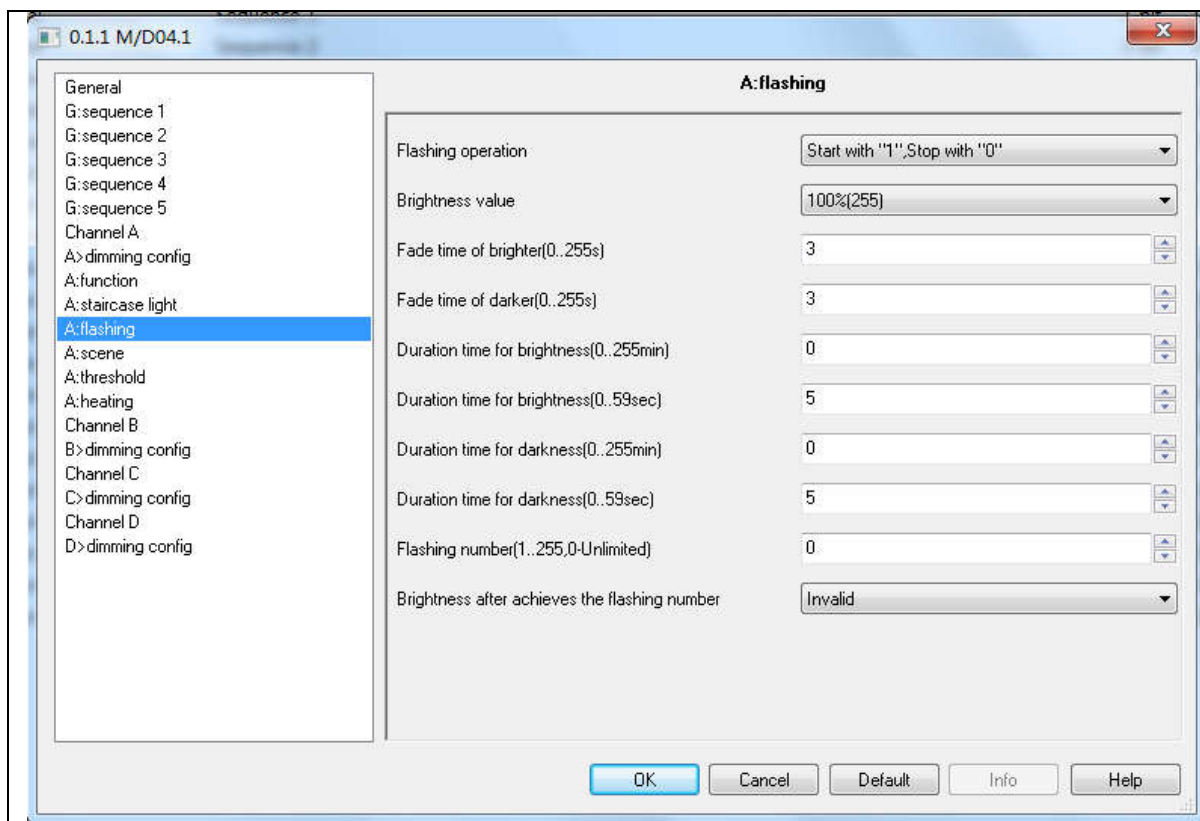 0.1.1 M/D04.1
General
G:sequence 1
G:sequence 2
G:sequence 3
G:sequence 4
G:sequence 5
Channel A
A>dimming config
A:function
A:staircase light
A:flashing
A:scene
A:threshold
A:heating
Channel B
B>dimming config
Channel C
C>dimming config
Channel D
D>dimming config
A:flashing
Flashing operation Start with "1",Stop with "0"
Brightness value 100%(255)
Fade time of brighter(0..255s) 3
Fade time of darker(0..255s) 3
Duration time for brightness(0..255min) 0
Duration time for brightness(0..59sec) 5
Duration time for darkness(0..255min) 0
Duration time for darkness(0..59sec) 5
Flashing number(1..255,0-Unlimited) 0
Brightness after achieves the flashing number Invalid
OK Cancel Default Info Help